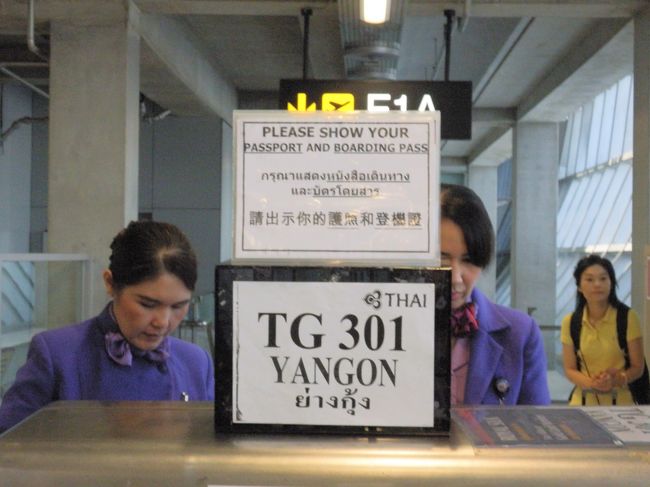 E1A
PLEASE SHOW YOUR
PASSPORT AND BOARDING PASS
กรุณาแสดงหนังสือเดินทาง
และบัตรโดยสาร
請出示你的護照和登機證
THAI
TG 301
YANGON
ย่างกุ้ง